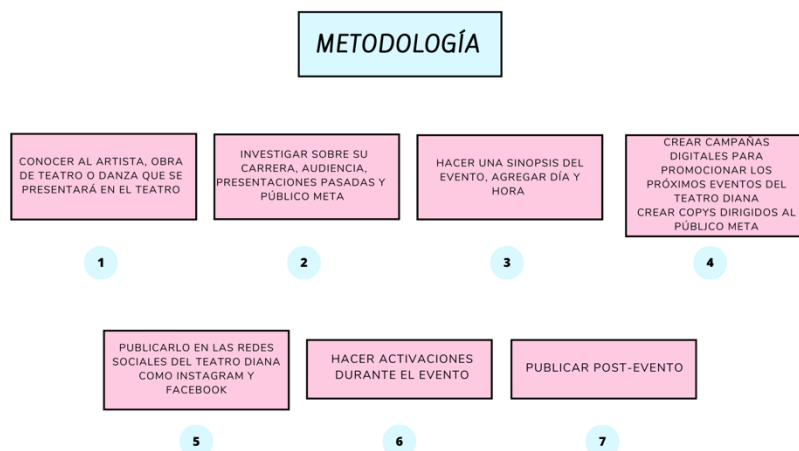 METODOLOGÍA
CONOCER AL ARTISTA, OBRA
DE TEATRO O DANZA QUE SE
PRESENTARÁ EN EL TEATRO
1
INVESTIGAR SOBRE SU
CARRERA, AUDIENCIA,
PRESENTACIONES PASADAS Y
PÚBLICO META
2
HACER UNA SINOPSIS DEL
EVENTO, AGREGAR DÍA Y
HORA
3
CREAR CAMPAÑAS
DIGITALES PARA
PROMOCIONAR LOS
PRÓXIMOS EVENTOS DEL
TEATRO DIANA
CREAR COPYS DIRIGIDOS AL
PÚBLICO META
4
PUBLICARLO EN LAS REDES
SOCIALES DEL TEATRO DIANA
COMO INSTAGRAM Y
FACEBOOK
5
HACER ACTIVACIONES
DURANTE EL EVENTO
6
PUBLICAR POST-EVENTO
7